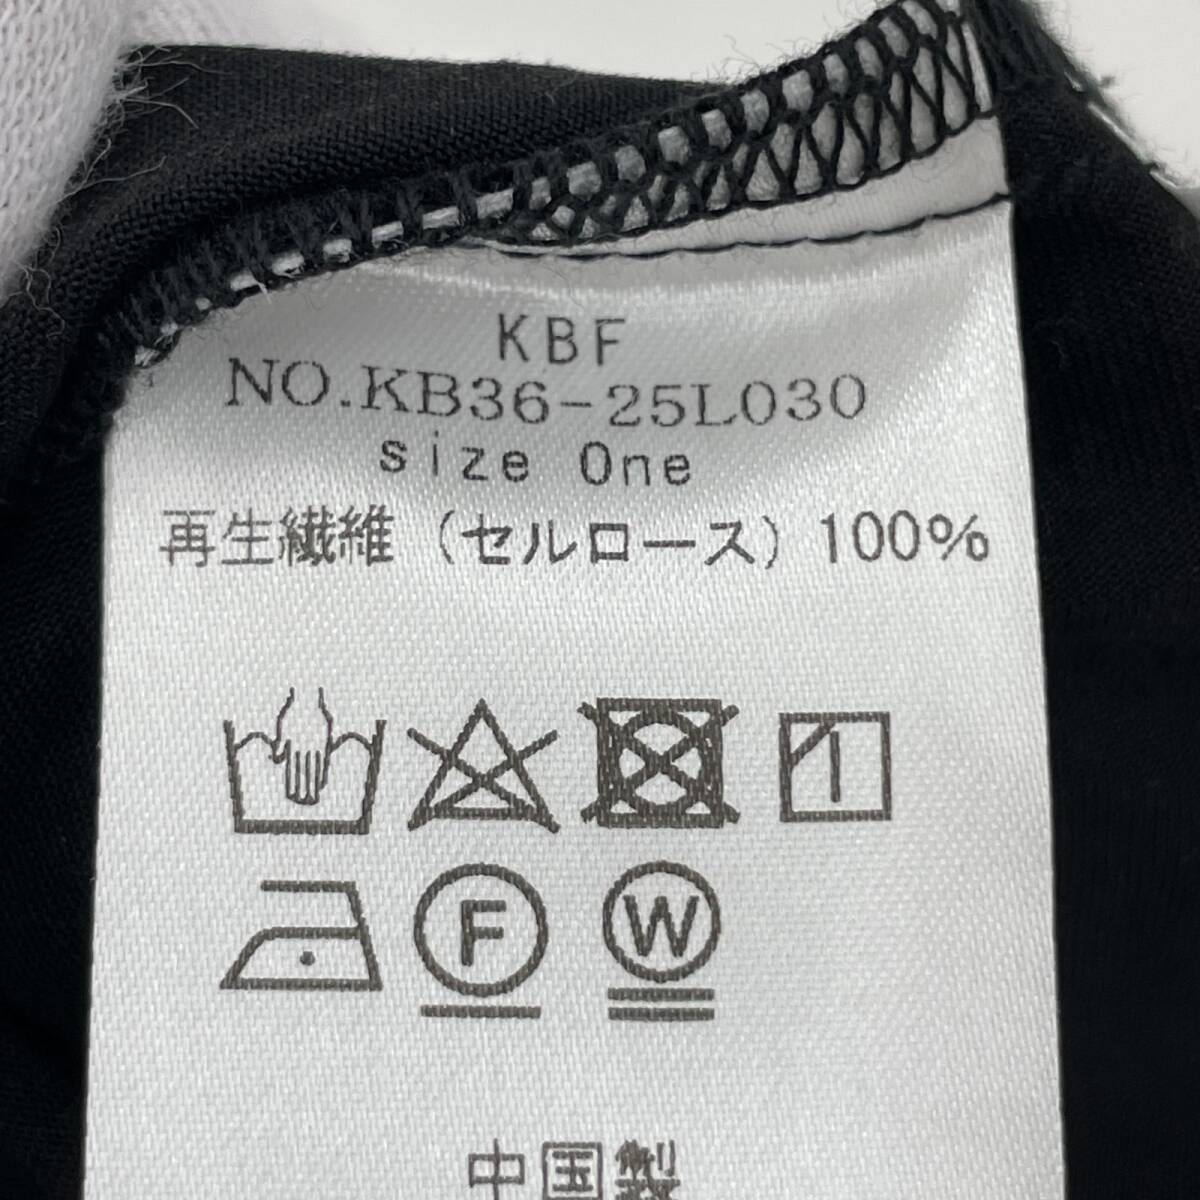 KBF
NO.KB36-25L030
size One
再生繊維（セルロース）100%
F W
中国製